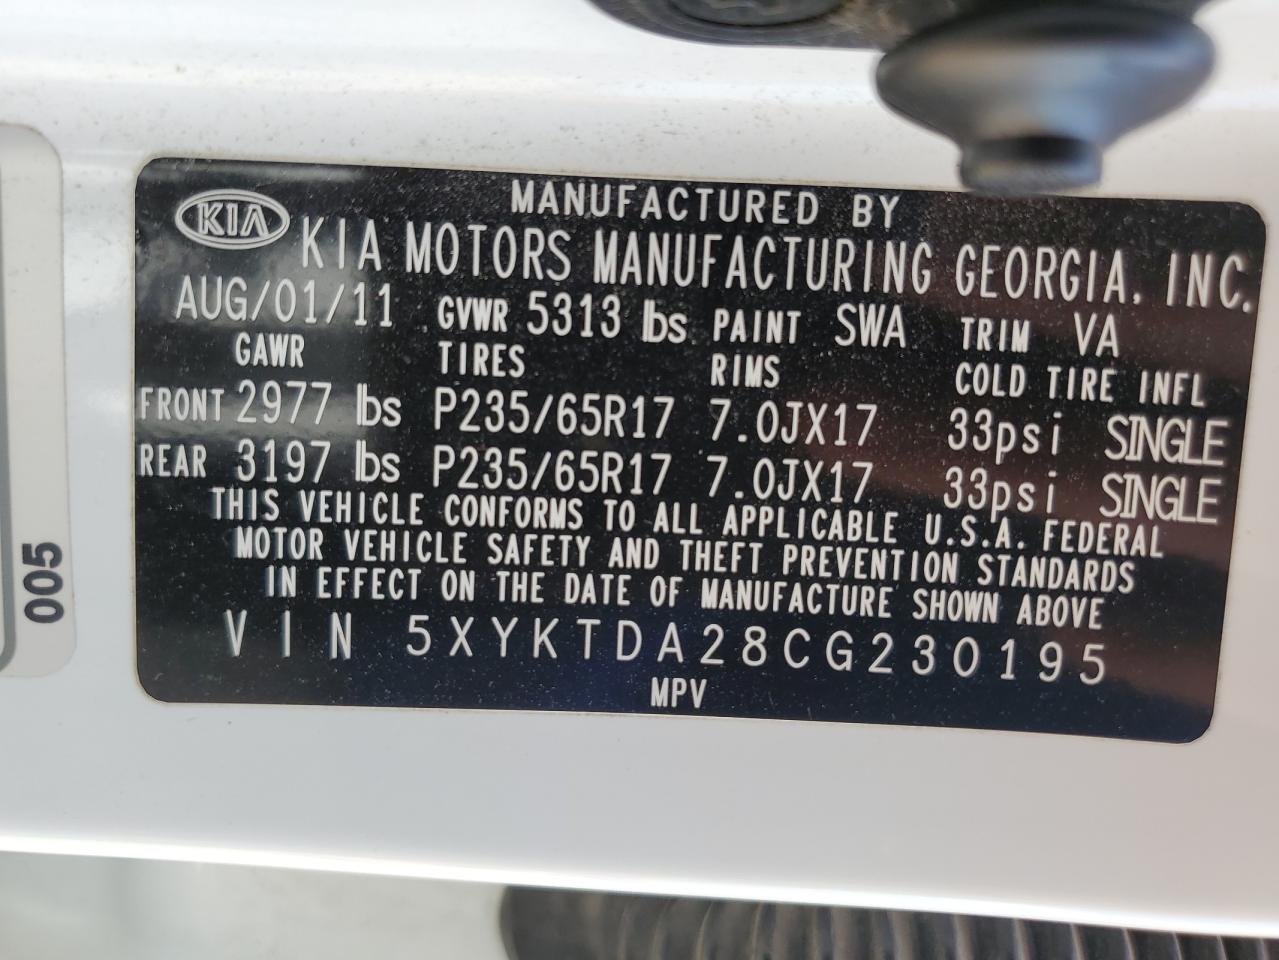 MANUFACTURED BY
KIA KIA MOTORS MANUFACTURING GEORGIA, INC.
AUG/01/11 GVWR 5313 lbs PAINT SWA TRIM VA
GAWR TIRES RIMS COLD TIRE INFL
FRONT 2977 lbs P235/65R17 7.0JX17 33psi SINGLE
REAR 3197 lbs P235/65R17 7.0JX17 33psi SINGLE
THIS VEHICLE CONFORMS TO ALL APPLICABLE U.S.A. FEDERAL
MOTOR VEHICLE SAFETY AND THEFT PREVENTION STANDARDS
IN EFFECT ON THE DATE OF MANUFACTURE SHOWN ABOVE
VIN 5XYKTDA28CG230195
MPV
005